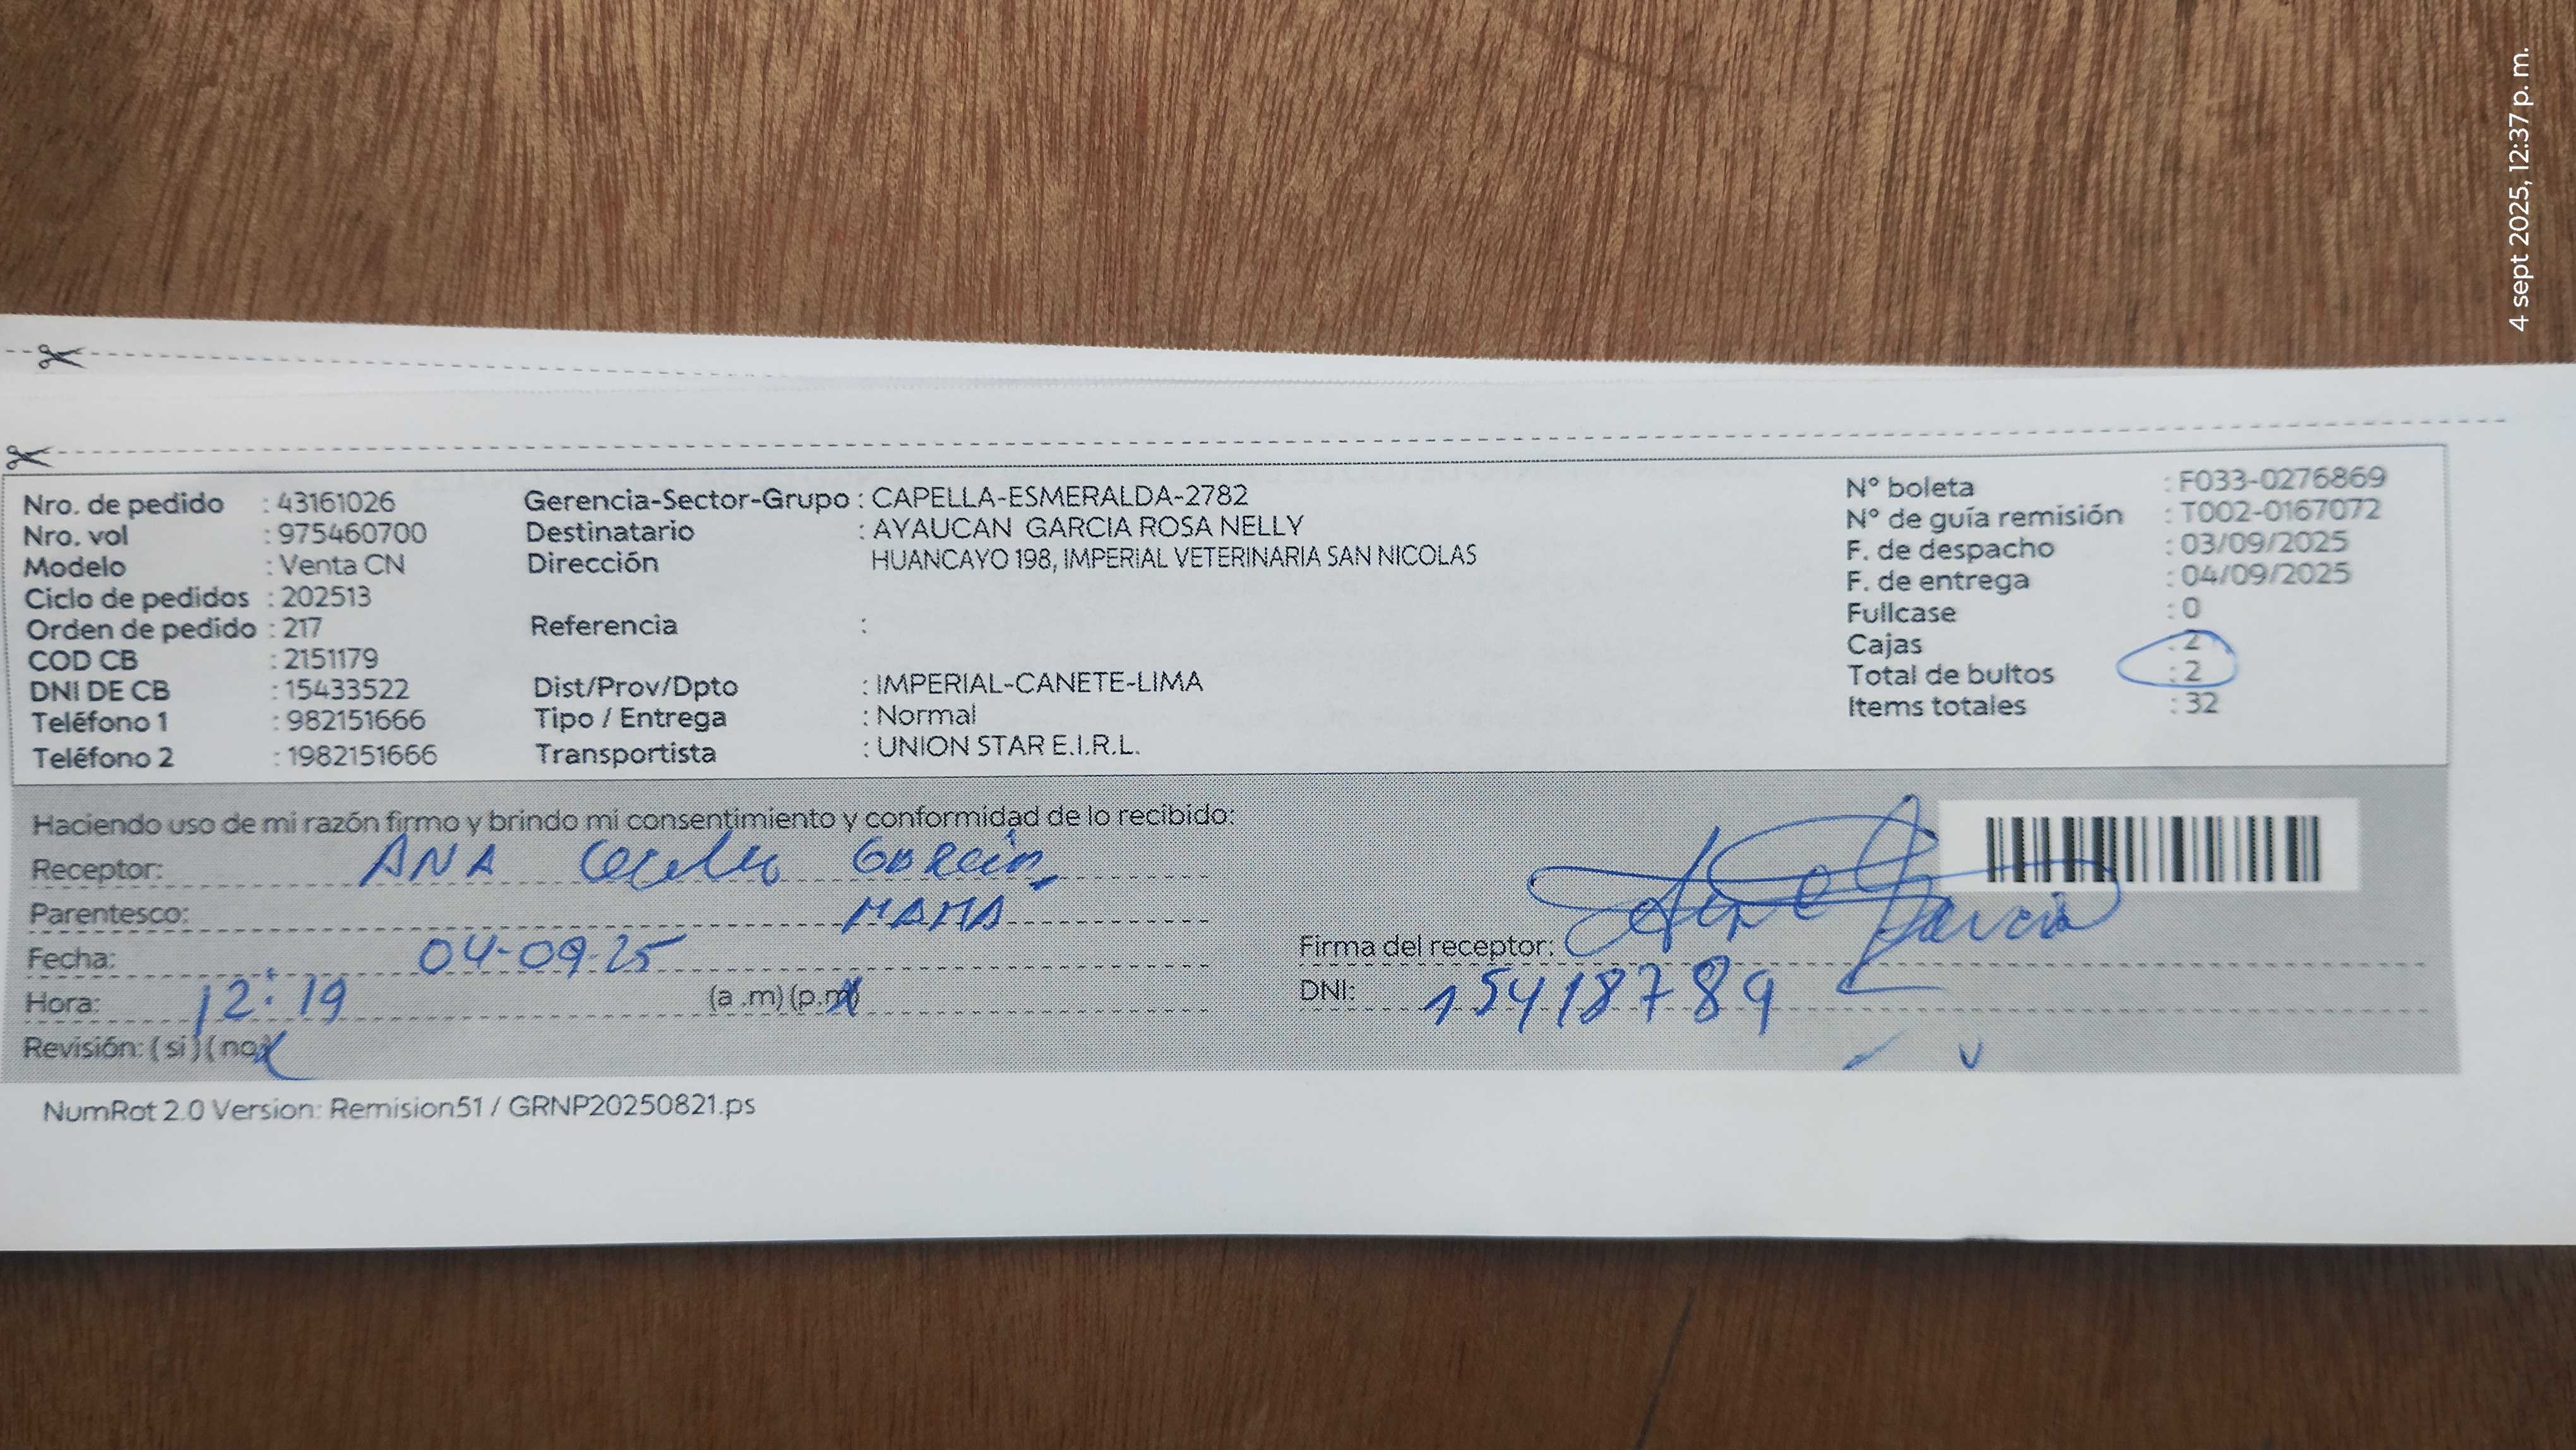 4 sept 2025, 12:37 p. m.
Nro. de pedido : 43161026
Nro. vol : 975460700
Modelo : Venta CN
Ciclo de pedidos : 202513
Orden de pedido : 217
COD CB : 2151179
DNI DE CB : 15433522
Teléfono 1 : 982151666
Teléfono 2 : 1982151666
Gerencia-Sector-Grupo : CAPELLA-ESMERALDA-2782
Destinatario : AYAUCAN GARCIA ROSA NELLY
Dirección HUANCAYO 198, IMPERIAL VETERINARIA SAN NICOLAS
Referencia :
Dist/Prov/Dpto : IMPERIAL-CANETE-LIMA
Tipo / Entrega : Normal
Transportista : UNION STAR E.I.R.L.
N° boleta : F033-0276869
N° de guía remisión : T002-0167072
F. de despacho : 03/09/2025
F. de entrega : 04/09/2025
Fullcase : 0
Cajas : 2
Total de bultos : 2
Items totales : 32
Haciendo uso de mi razón firmo y brindo mi consentimiento y conformidad de lo recibido:
Receptor: ANA Garcia
Parentesco: MAMA
Fecha: 04-09-25
Hora: 12:19 (a .m) (p.m)
Revisión: ( si ) ( no
Firma del receptor: Garcia
DNI: 15418789
NumRot 2.0 Version: Remision51 / GRNP20250821.ps